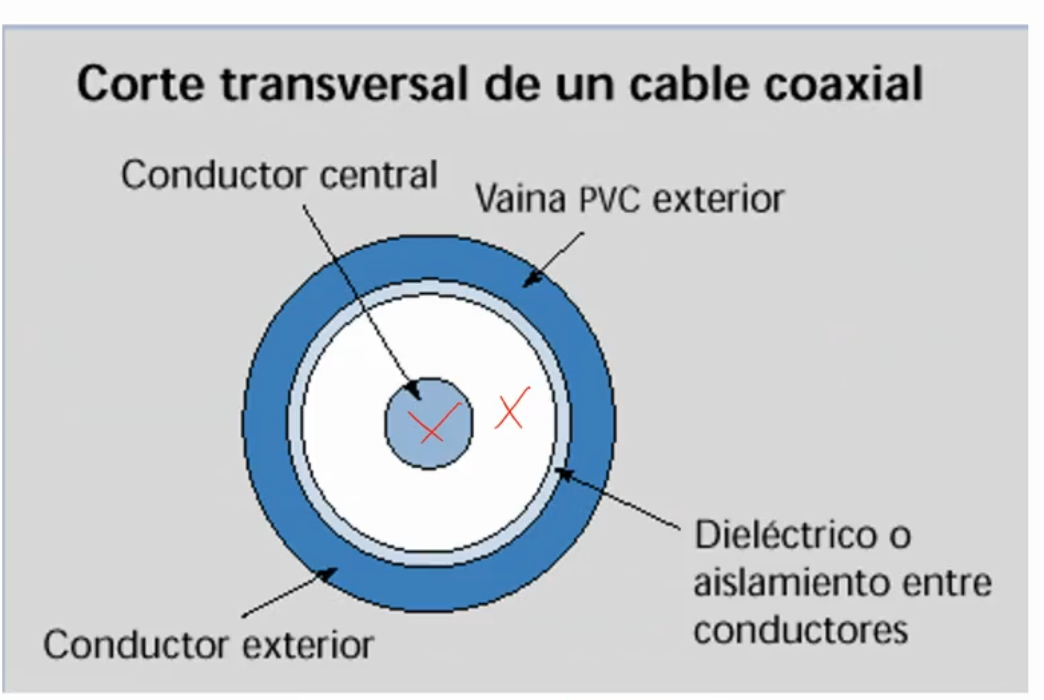 Corte transversal de un cable coaxial
Conductor central
Vaina PVC exterior
Dieléctrico o
aislamiento entre
conductores
Conductor exterior